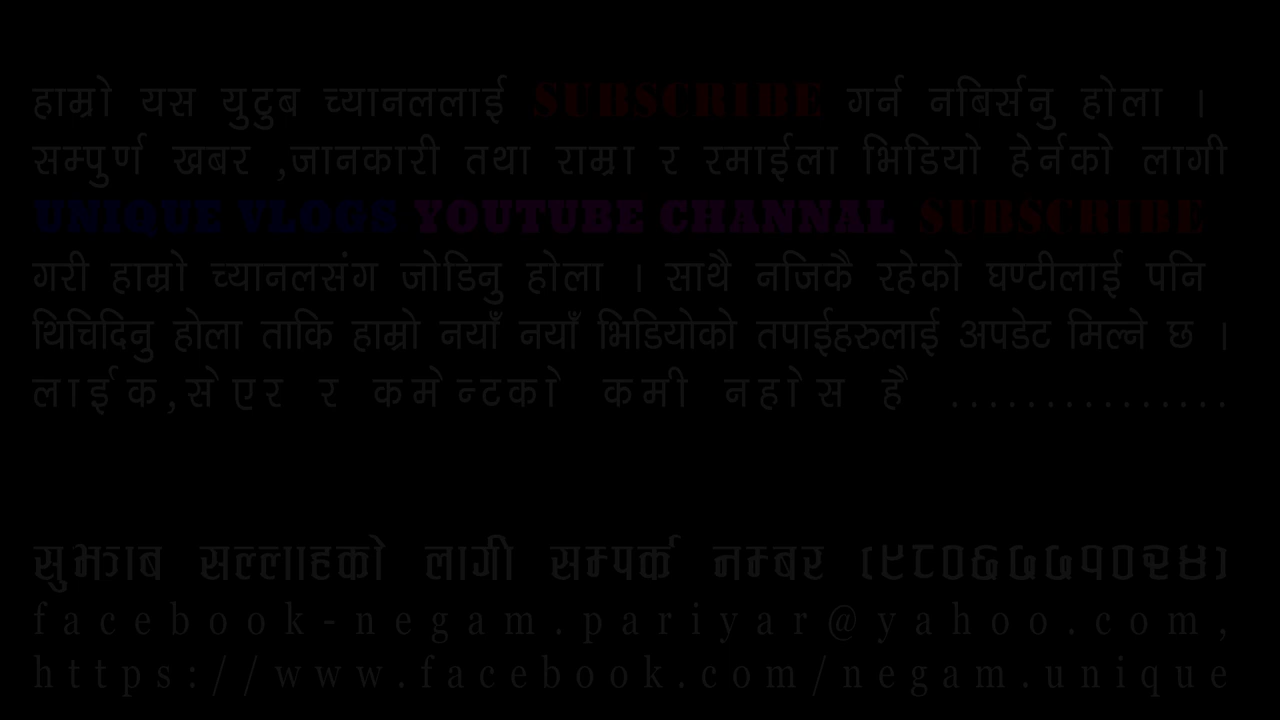 हाम्रो यस युटुब च्यानललाई SUBSCRIBE गर्न नबिर्सनु होला ।
सम्पुर्ण खबर ,जानकारी तथा राम्रा र रमाईला भिडियो हेर्नको लागी
UNIQUE VLOGS YOUTUBE CHANNAL SUBSCRIBE
गरी हाम्रो च्यानलसंग जोडिनु होला । साथै नजिकै रहेको घण्टीलाई पनि
थिचिदिनु होला ताकि हाम्रो नयाँ नयाँ भिडियोको तपाईहरुलाई अपडेट मिल्ने छ ।
लाईक,सेएर र कमेन्टको कमी नहोस है ...............
सुझाब सल्लाहको लागी सम्पर्क नम्बर (९८०६७७१०२४)
facebook-negam.pariyar@yahoo.com,
https://www.facebook.com/negam.unique